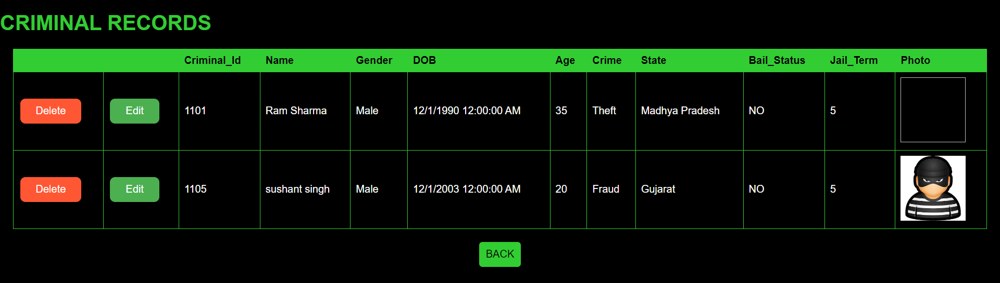 CRIMINAL RECORDS
Criminal_Id Name Gender DOB Age Crime State Bail_Status Jail_Term Photo
Delete Edit 1101 Ram Sharma Male 12/1/1990 12:00:00 AM 35 Theft Madhya Pradesh NO 5
Delete Edit 1105 sushant singh Male 12/1/2003 12:00:00 AM 20 Fraud Gujarat NO 5
BACK